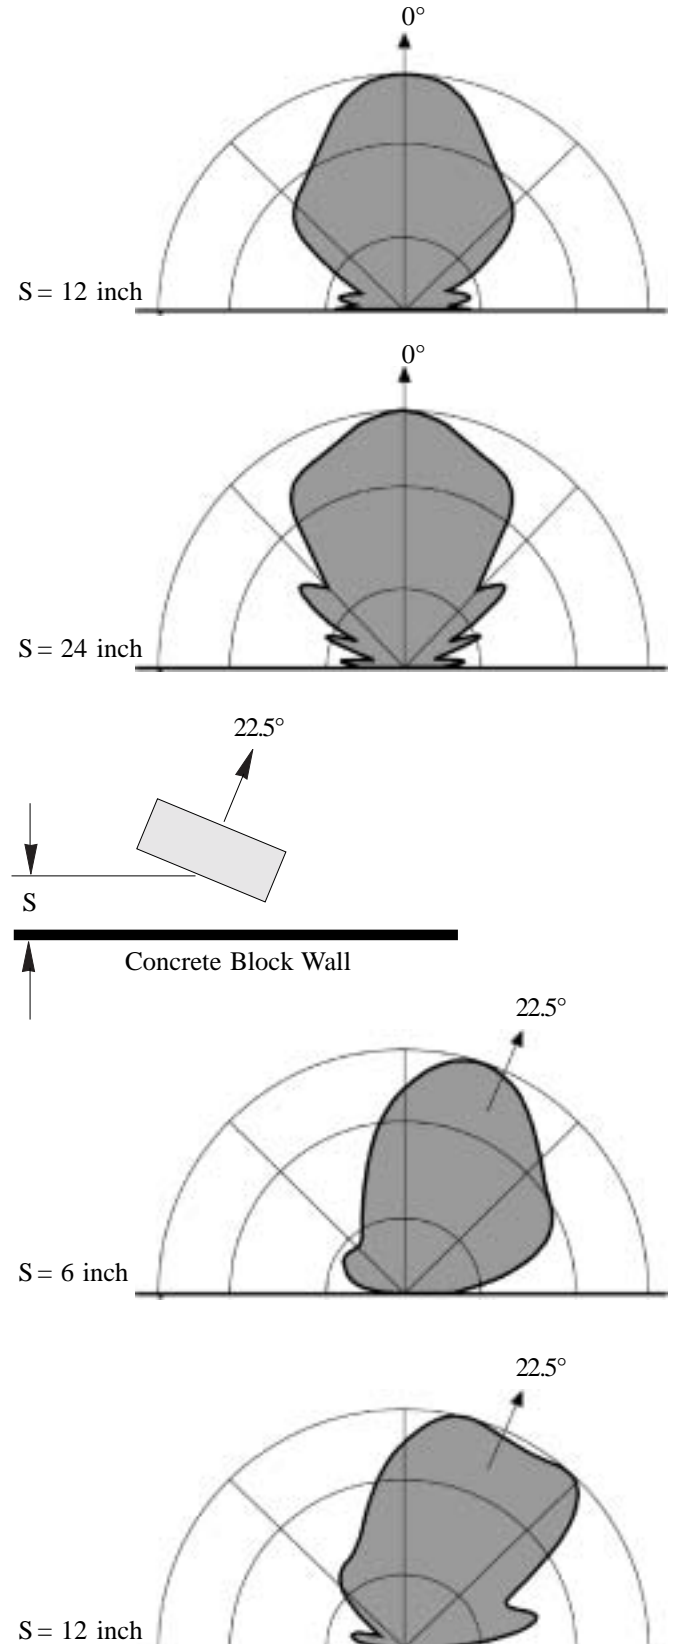 0°
S = 12 inch
0°
S = 24 inch
22.5°
S
Concrete Block Wall
22.5°
S = 6 inch
22.5°
S = 12 inch